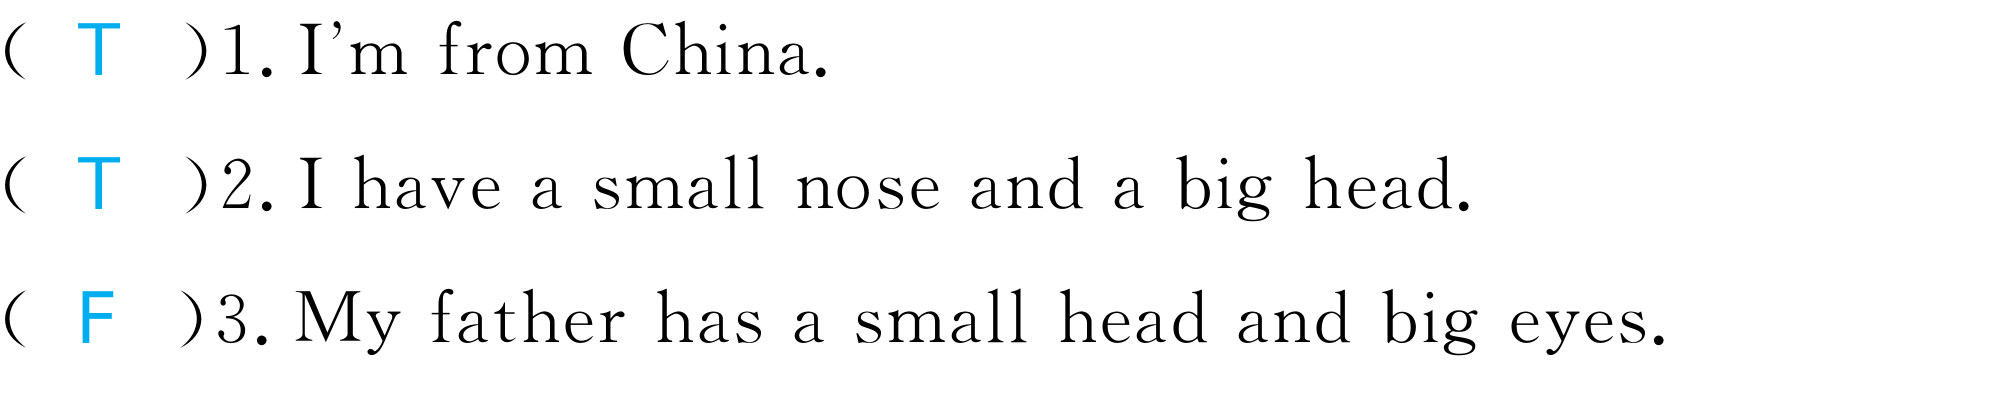 ( T )1. I’m from China.
( T )2. I have a small nose and a big head.
( F )3. My father has a small head and big eyes.